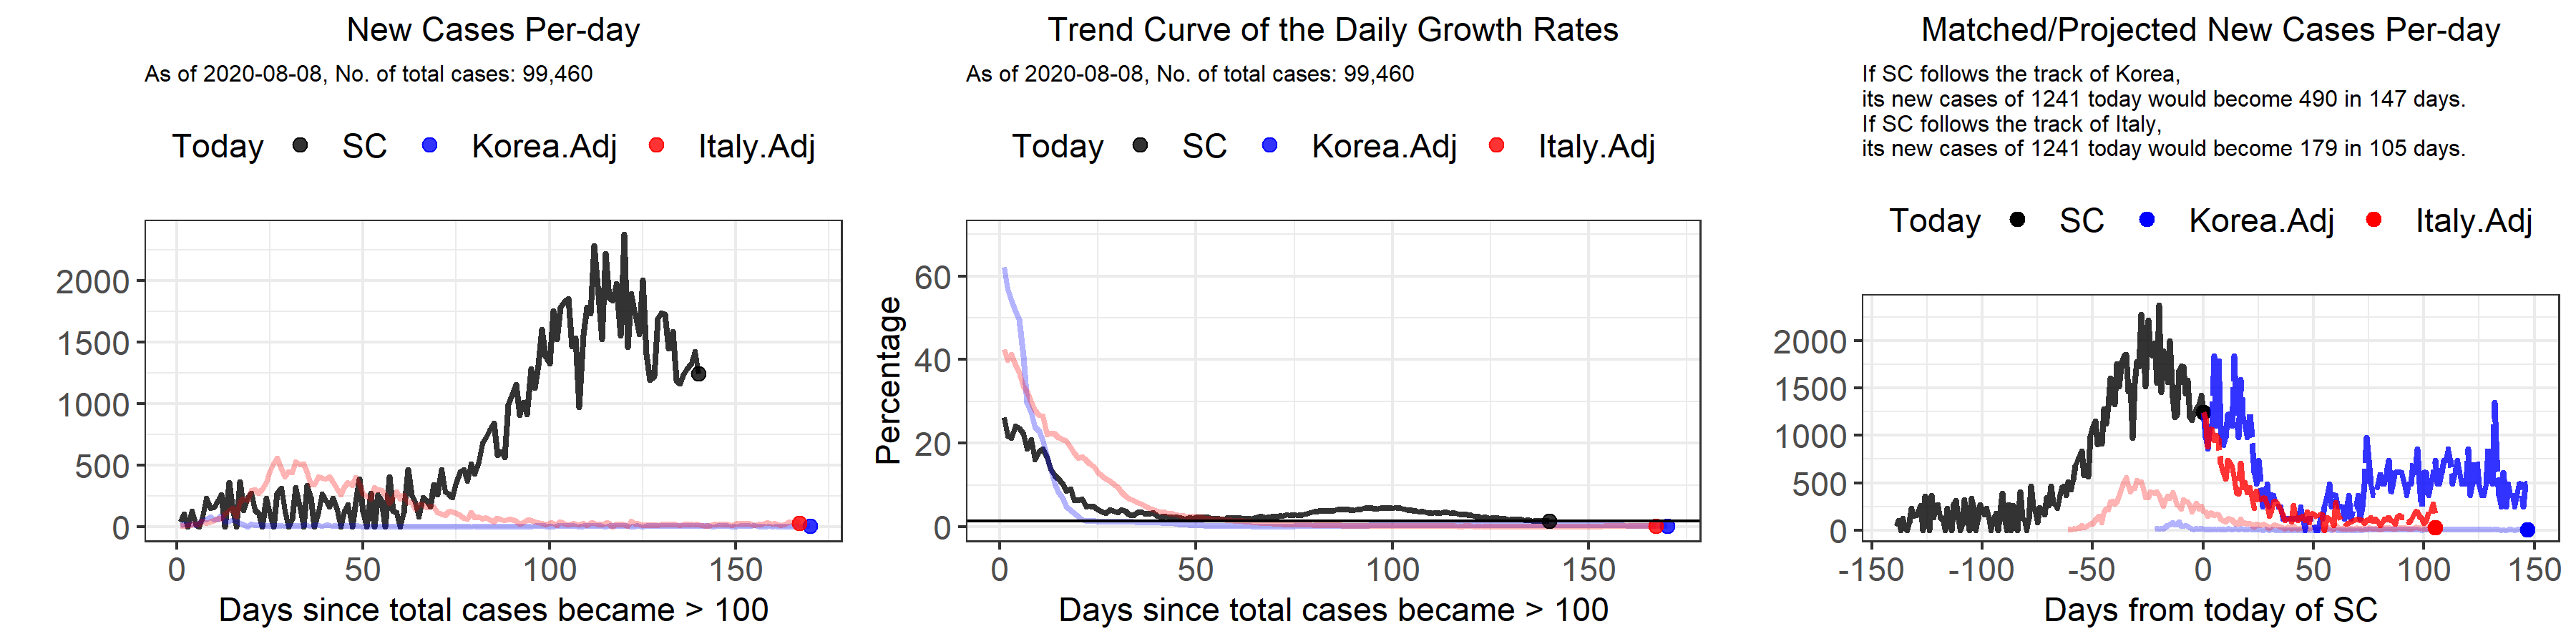 New Cases Per-day
As of 2020-08-08, No. of total cases: 99,460
Today SC Korea.Adj Italy.Adj
2000
1500
1000
500
0
0 50 100 150
Days since total cases became > 100
Trend Curve of the Daily Growth Rates
As of 2020-08-08, No. of total cases: 99,460
Today SC Korea.Adj Italy.Adj
Percentage
60
40
20
0
0 50 100 150
Days since total cases became > 100
Matched/Projected New Cases Per-day
If SC follows the track of Korea,
its new cases of 1241 today would become 490 in 147 days.
If SC follows the track of Italy,
its new cases of 1241 today would become 179 in 105 days.
Today SC Korea.Adj Italy.Adj
2000
1500
1000
500
0
-150 -100 -50 0 50 100 150
Days from today of SC